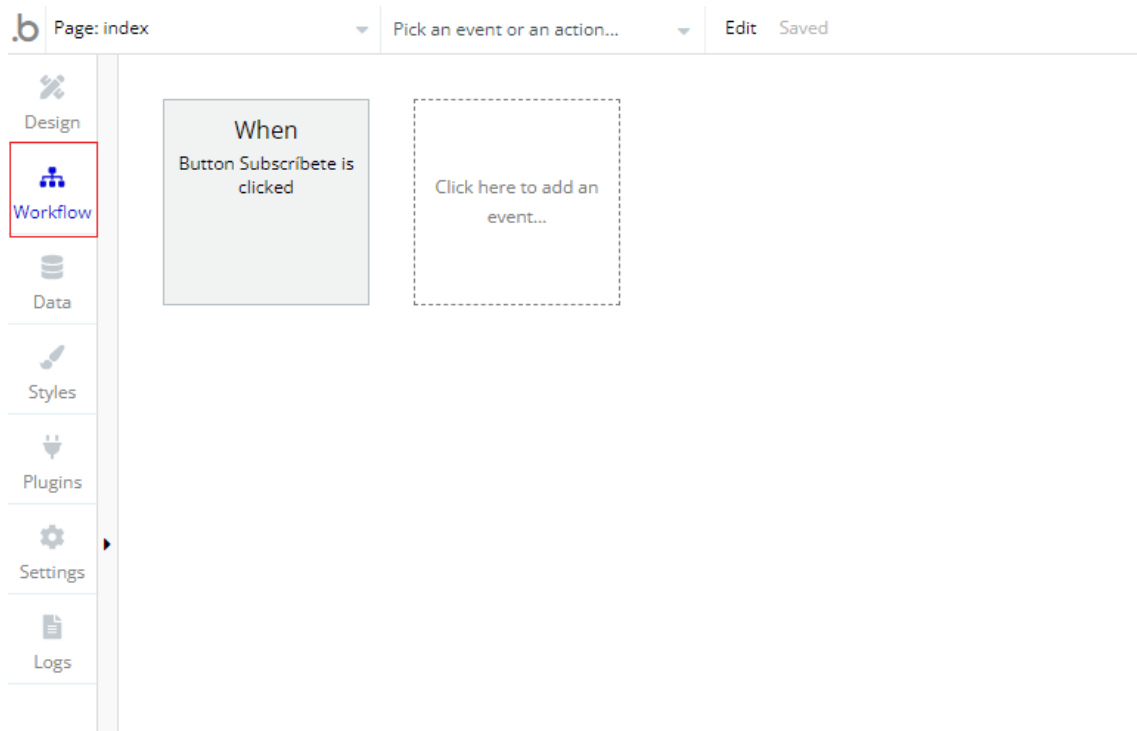 .b Page: index Pick an event or an action... Edit Saved
Design
Workflow
Data
Styles
Plugins
Settings
Logs
When
Button Subscríbete is
clicked
Click here to add an
event...